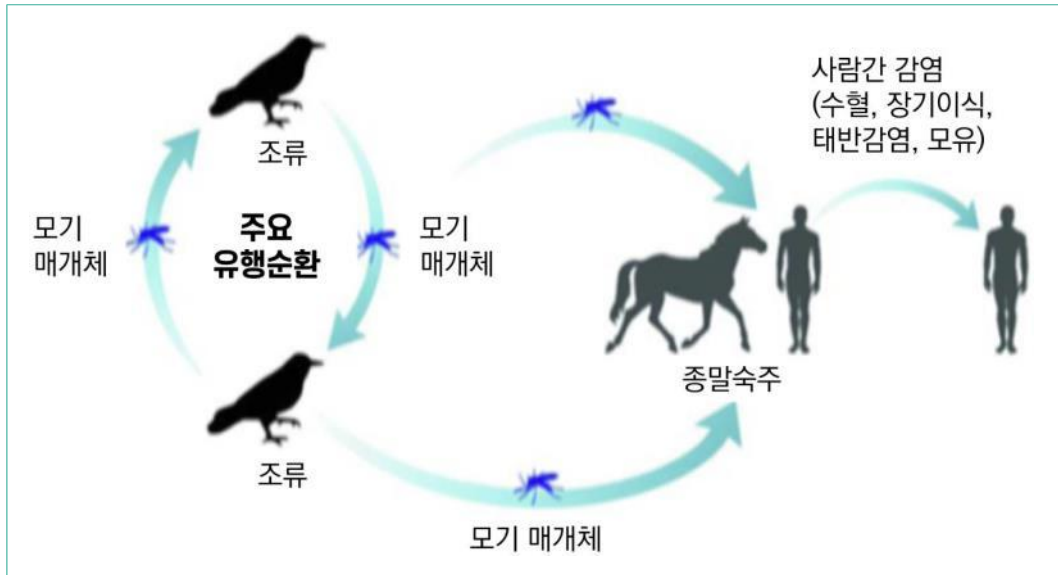 조류
모기
매개체
주요
유행순환
모기
매개체
사람간 감염
(수혈, 장기이식,
태반감염, 모유)
종말숙주
조류
모기 매개체